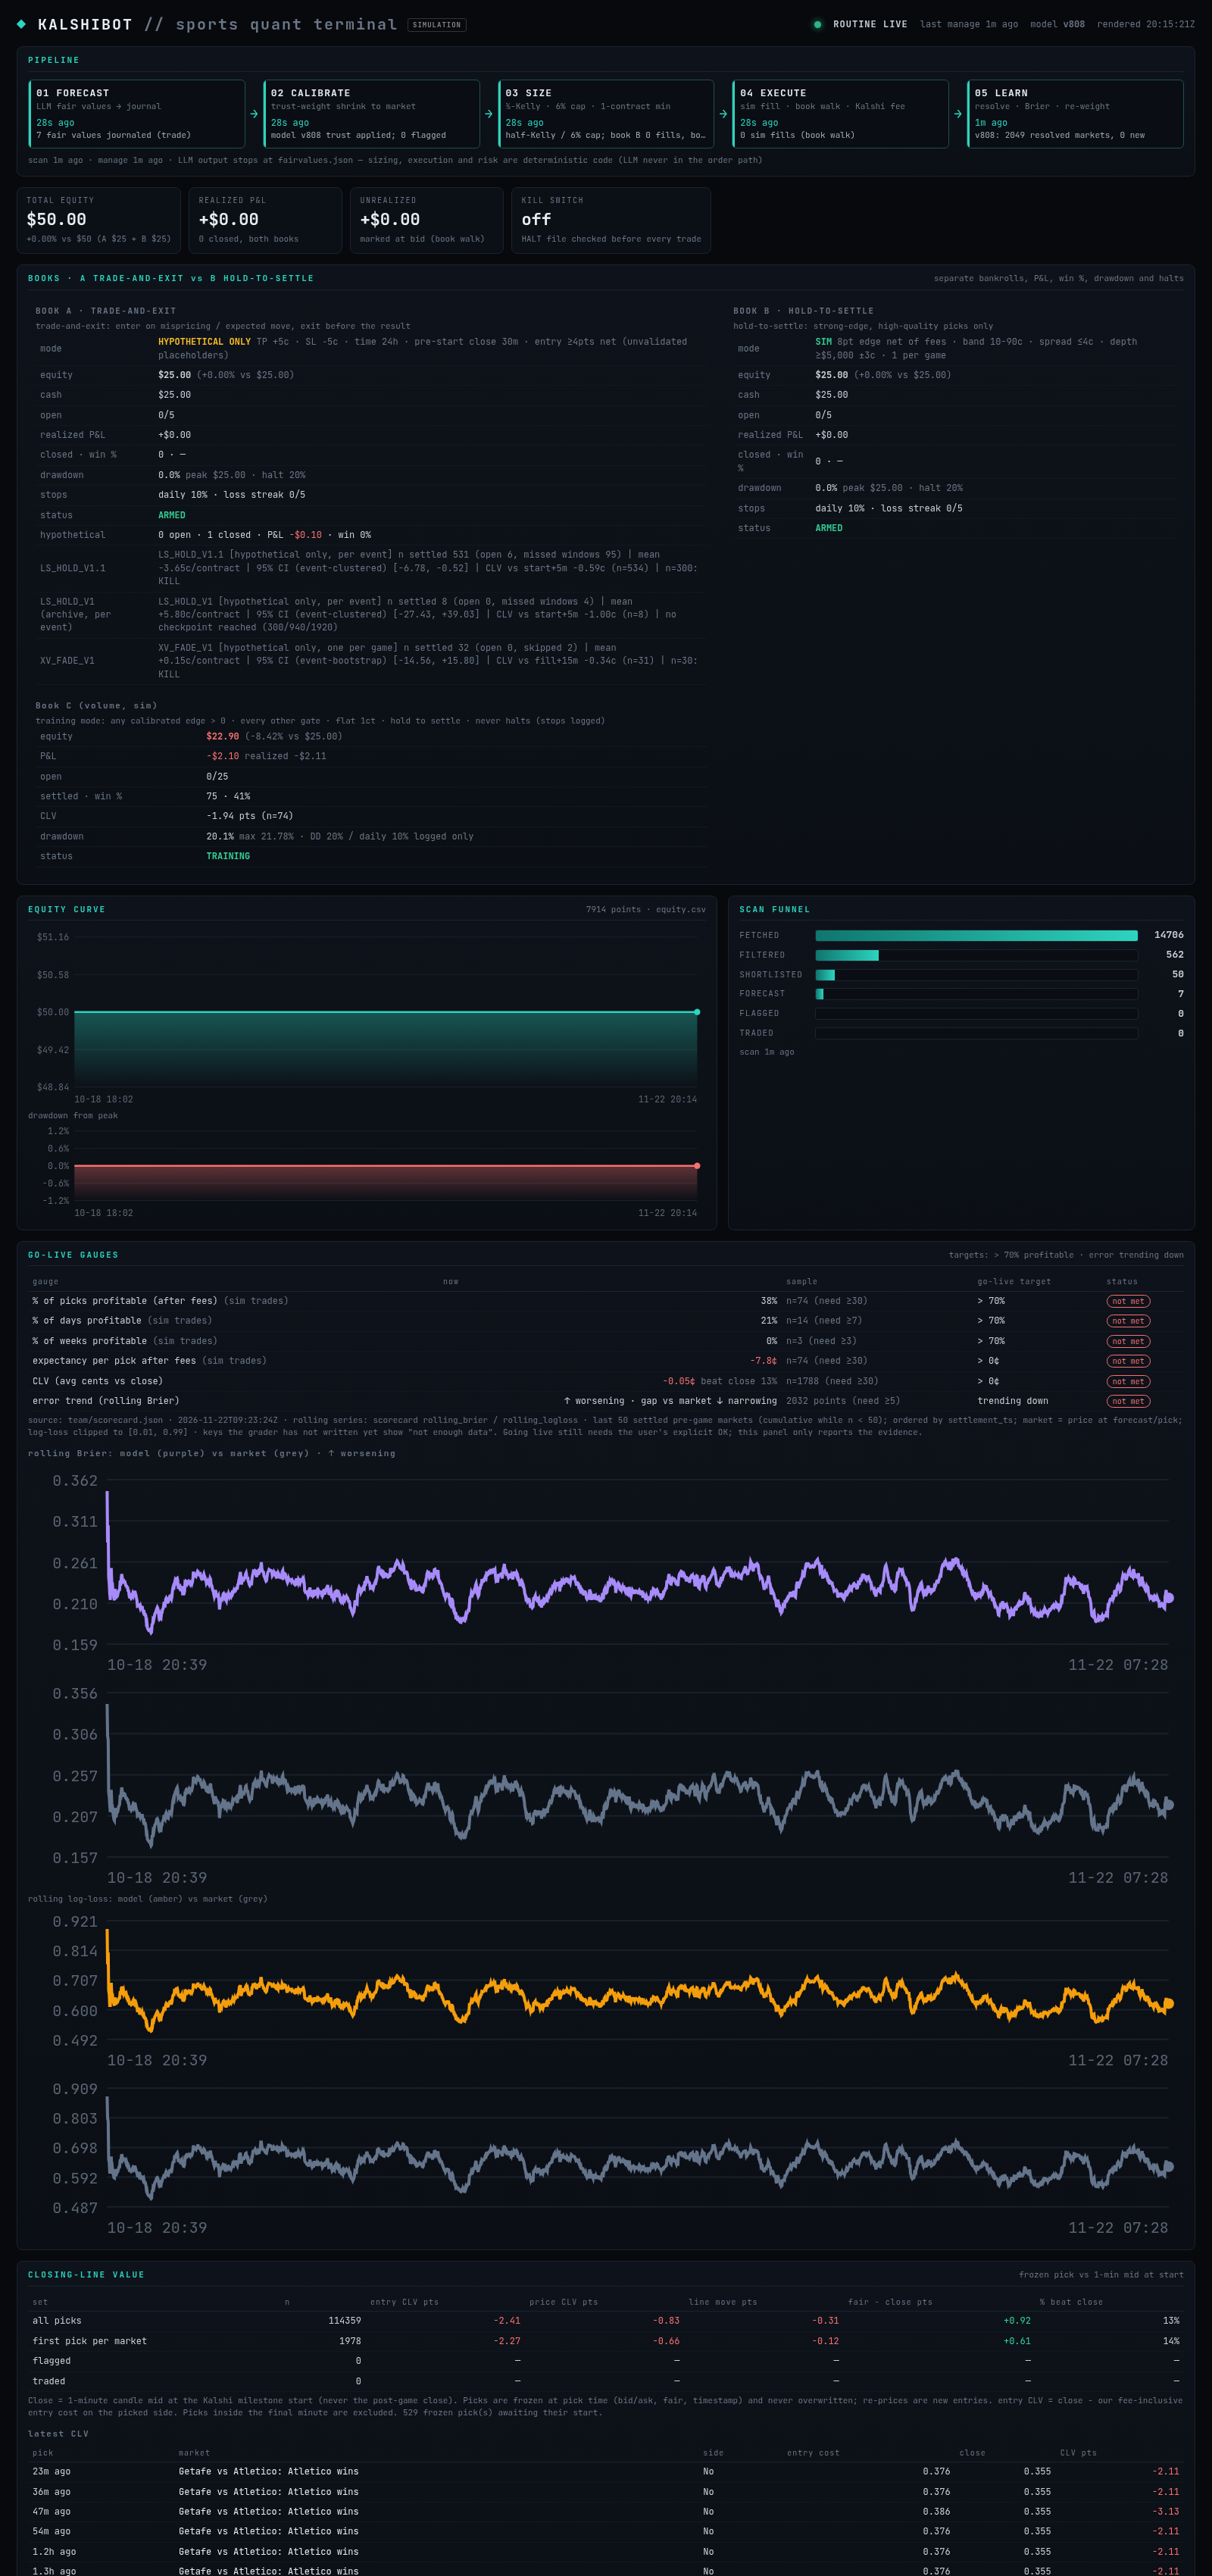 ◆ KALSHIBOT // sports quant terminal SIMULATION
ROUTINE LIVE last manage 1m ago model v808 rendered 20:15:21Z
PIPELINE
01 FORECAST
LLM fair values → journal
28s ago
7 fair values journaled (trade)
→
02 CALIBRATE
trust-weight shrink to market
28s ago
model v808 trust applied; 0 flagged
→
03 SIZE
½-Kelly · 6% cap · 1-contract min
28s ago
half-Kelly / 6% cap; book B 0 fills, bo…
→
04 EXECUTE
sim fill · book walk · Kalshi fee
28s ago
0 sim fills (book walk)
→
05 LEARN
resolve · Brier · re-weight
1m ago
v808: 2049 resolved markets, 0 new
scan 1m ago · manage 1m ago · LLM output stops at fairvalues.json — sizing, execution and risk are deterministic code (LLM never in the order path)
TOTAL EQUITY
$50.00
+0.00% vs $50 (A $25 + B $25)
REALIZED P&L
+$0.00
0 closed, both books
UNREALIZED
+$0.00
marked at bid (book walk)
KILL SWITCH
off
HALT file checked before every trade
BOOKS · A TRADE-AND-EXIT vs B HOLD-TO-SETTLE
separate bankrolls, P&L, win %, drawdown and halts
BOOK A · TRADE-AND-EXIT
trade-and-exit: enter on mispricing / expected move, exit before the result
mode HYPOTHETICAL ONLY TP +5c · SL -5c · time 24h · pre-start close 30m · entry ≥4pts net (unvalidated
placeholders)
equity $25.00 (+0.00% vs $25.00)
cash $25.00
open 0/5
realized P&L +$0.00
closed · win % 0 · —
drawdown 0.0% peak $25.00 · halt 20%
stops daily 10% · loss streak 0/5
status ARMED
hypothetical 0 open · 1 closed · P&L -$0.10 · win 0%
LS_HOLD_V1.1 LS_HOLD_V1.1 [hypothetical only, per event] n settled 531 (open 6, missed windows 95) | mean
-3.65c/contract | 95% CI (event-clustered) [-6.78, -0.52] | CLV vs start+5m -0.59c (n=534) | n=300:
KILL
LS_HOLD_V1 (archive, per event) LS_HOLD_V1 [hypothetical only, per event] n settled 8 (open 0, missed windows 4) | mean
+5.80c/contract | 95% CI (event-clustered) [-27.43, +39.03] | CLV vs start+5m -1.00c (n=8) | no
checkpoint reached (300/940/1920)
XV_FADE_V1 XV_FADE_V1 [hypothetical only, one per game] n settled 32 (open 0, skipped 2) | mean
+0.15c/contract | 95% CI (event-bootstrap) [-14.56, +15.80] | CLV vs fill+15m -0.34c (n=31) | n=30:
KILL
BOOK B · HOLD-TO-SETTLE
hold-to-settle: strong-edge, high-quality picks only
mode SIM 8pt edge net of fees · band 10-90c · spread ≤4c · depth
≥$5,000 ±3c · 1 per game
equity $25.00 (+0.00% vs $25.00)
cash $25.00
open 0/5
realized P&L +$0.00
closed · win % 0 · —
drawdown 0.0% peak $25.00 · halt 20%
stops daily 10% · loss streak 0/5
status ARMED
Book C (volume, sim)
training mode: any calibrated edge > 0 · every other gate · flat 1ct · hold to settle · never halts (stops logged)
equity $22.90 (-8.42% vs $25.00)
P&L -$2.10 realized -$2.11
open 0/25
settled · win % 75 · 41%
CLV -1.94 pts (n=74)
drawdown 20.1% max 21.78% · DD 20% / daily 10% logged only
status TRAINING
EQUITY CURVE
7914 points · equity.csv
$51.16
$50.58
$50.00
$49.42
$48.84
10-18 18:02 11-22 20:14
drawdown from peak
1.2%
0.6%
0.0%
-0.6%
-1.2%
10-18 18:02 11-22 20:14
SCAN FUNNEL
FETCHED 14706
FILTERED 562
SHORTLISTED 50
FORECAST 7
FLAGGED 0
TRADED 0
scan 1m ago
GO-LIVE GAUGES
targets: > 70% profitable · error trending down
gauge now sample go-live target status
% of picks profitable (after fees) (sim trades) 38% n=74 (need ≥30) > 70% not met
% of days profitable (sim trades) 21% n=14 (need ≥7) > 70% not met
% of weeks profitable (sim trades) 0% n=3 (need ≥3) > 70% not met
expectancy per pick after fees (sim trades) -7.8¢ n=74 (need ≥30) > 0¢ not met
CLV (avg cents vs close) -0.05¢ beat close 13% n=1788 (need ≥30) > 0¢ not met
error trend (rolling Brier) ↑ worsening · gap vs market ↓ narrowing 2032 points (need ≥5) trending down not met
source: team/scorecard.json · 2026-11-22T09:23:24Z · rolling series: scorecard rolling_brier / rolling_logloss · last 50 settled pre-game markets (cumulative while n < 50); ordered by settlement_ts; market = price at forecast/pick;
log-loss clipped to [0.01, 0.99] · keys the grader has not written yet show "not enough data". Going live still needs the user's explicit OK; this panel only reports the evidence.
rolling Brier: model (purple) vs market (grey) · ↑ worsening
0.362
0.311
0.261
0.210
0.159
10-18 20:39 11-22 07:28
0.356
0.306
0.257
0.207
0.157
10-18 20:39 11-22 07:28
rolling log-loss: model (amber) vs market (grey)
0.921
0.814
0.707
0.600
0.492
10-18 20:39 11-22 07:28
0.909
0.803
0.698
0.592
0.487
10-18 20:39 11-22 07:28
CLOSING-LINE VALUE
frozen pick vs 1-min mid at start
set n entry CLV pts price CLV pts line move pts fair - close pts % beat close
all picks 114359 -2.41 -0.83 -0.31 +0.92 13%
first pick per market 1978 -2.27 -0.66 -0.12 +0.61 14%
flagged 0 — — — — —
traded 0 — — — — —
Close = 1-minute candle mid at the Kalshi milestone start (never the post-game close). Picks are frozen at pick time (bid/ask, fair, timestamp) and never overwritten; re-prices are new entries. entry CLV = close - our fee-inclusive
entry cost on the picked side. Picks inside the final minute are excluded. 529 frozen pick(s) awaiting their start.
latest CLV
pick market side entry cost close CLV pts
23m ago Getafe vs Atletico: Atletico wins No 0.376 0.355 -2.11
36m ago Getafe vs Atletico: Atletico wins No 0.376 0.355 -2.11
47m ago Getafe vs Atletico: Atletico wins No 0.386 0.355 -3.13
54m ago Getafe vs Atletico: Atletico wins No 0.376 0.355 -2.11
1.2h ago Getafe vs Atletico: Atletico wins No 0.376 0.355 -2.11
1.3h ago Getafe vs Atletico: Atletico wins No 0.376 0.355 -2.11